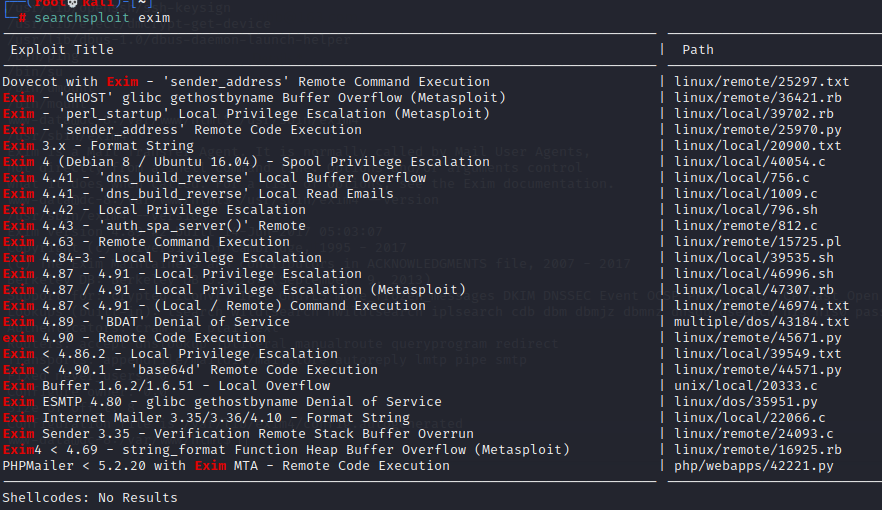 (root💀kali)-[~]
# searchsploit exim
Exploit Title | Path
Dovecot with Exim - 'sender_address' Remote Command Execution | linux/remote/25297.txt
Exim - 'GHOST' glibc gethostbyname Buffer Overflow (Metasploit) | linux/remote/36421.rb
Exim - 'perl_startup' Local Privilege Escalation (Metasploit) | linux/local/39702.rb
Exim - 'sender_address' Remote Code Execution | linux/remote/25970.py
Exim 3.x - Format String | linux/local/20900.txt
Exim 4 (Debian 8 / Ubuntu 16.04) - Spool Privilege Escalation | linux/local/40054.c
Exim 4.41 - 'dns_build_reverse' Local Buffer Overflow | linux/local/756.c
Exim 4.41 - 'dns_build_reverse' Local Read Emails | linux/local/1009.c
Exim 4.42 - Local Privilege Escalation | linux/local/796.sh
Exim 4.43 - 'auth_spa_server()' Remote | linux/remote/812.c
Exim 4.63 - Remote Command Execution | linux/remote/15725.pl
Exim 4.84-3 - Local Privilege Escalation | linux/local/39535.sh
Exim 4.87 - 4.91 - Local Privilege Escalation | linux/local/46996.sh
Exim 4.87 / 4.91 - Local Privilege Escalation (Metasploit) | linux/local/47307.rb
Exim 4.87 < 4.91 - (Local / Remote) Command Execution | linux/remote/46974.txt
Exim 4.89 - 'BDAT' Denial of Service | multiple/dos/43184.txt
exim 4.90 - Remote Code Execution | linux/remote/45671.py
Exim < 4.86.2 - Local Privilege Escalation | linux/local/39549.txt
Exim < 4.90.1 - 'base64d' Remote Code Execution | linux/remote/44571.py
Exim Buffer 1.6.2/1.6.51 - Local Overflow | unix/local/20333.c
Exim ESMTP 4.80 - glibc gethostbyname Denial of Service | linux/dos/35951.py
Exim Internet Mailer 3.35/3.36/4.10 - Format String | linux/local/22066.c
Exim Sender 3.35 - Verification Remote Stack Buffer Overrun | linux/remote/24093.c
Exim4 < 4.69 - string_format Function Heap Buffer Overflow (Metasploit) | linux/remote/16925.rb
PHPMailer < 5.2.20 with Exim MTA - Remote Code Execution | php/webapps/42221.py
Shellcodes: No Results